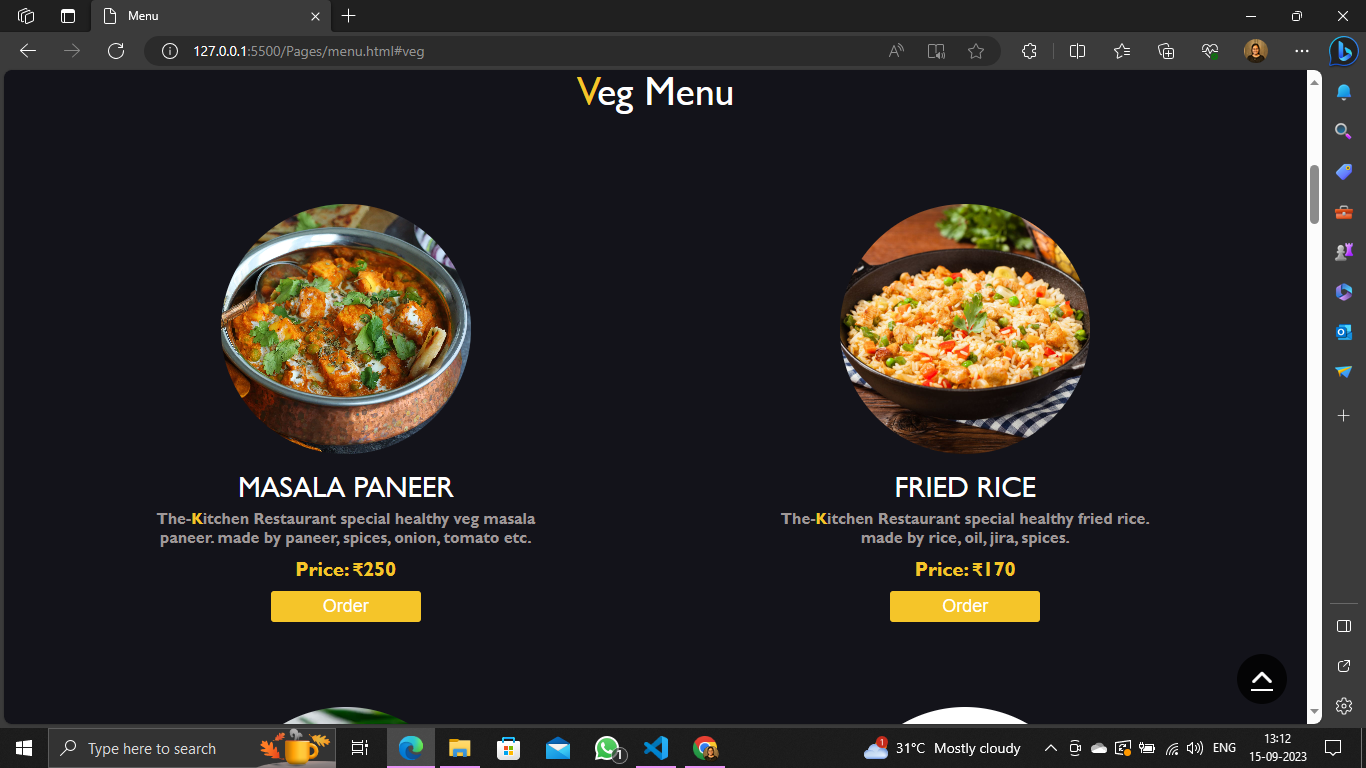 Menu
127.0.0.1:5500/Pages/menu.html#veg
Veg Menu
MASALA PANEER
The-Kitchen Restaurant special healthy veg masala
paneer. made by paneer, spices, onion, tomato etc.
Price: ₹250
Order
FRIED RICE
The-Kitchen Restaurant special healthy fried rice.
made by rice, oil, jira, spices.
Price: ₹170
Order
Type here to search
1
1
31°C Mostly cloudy
ENG
13:12
15-09-2023